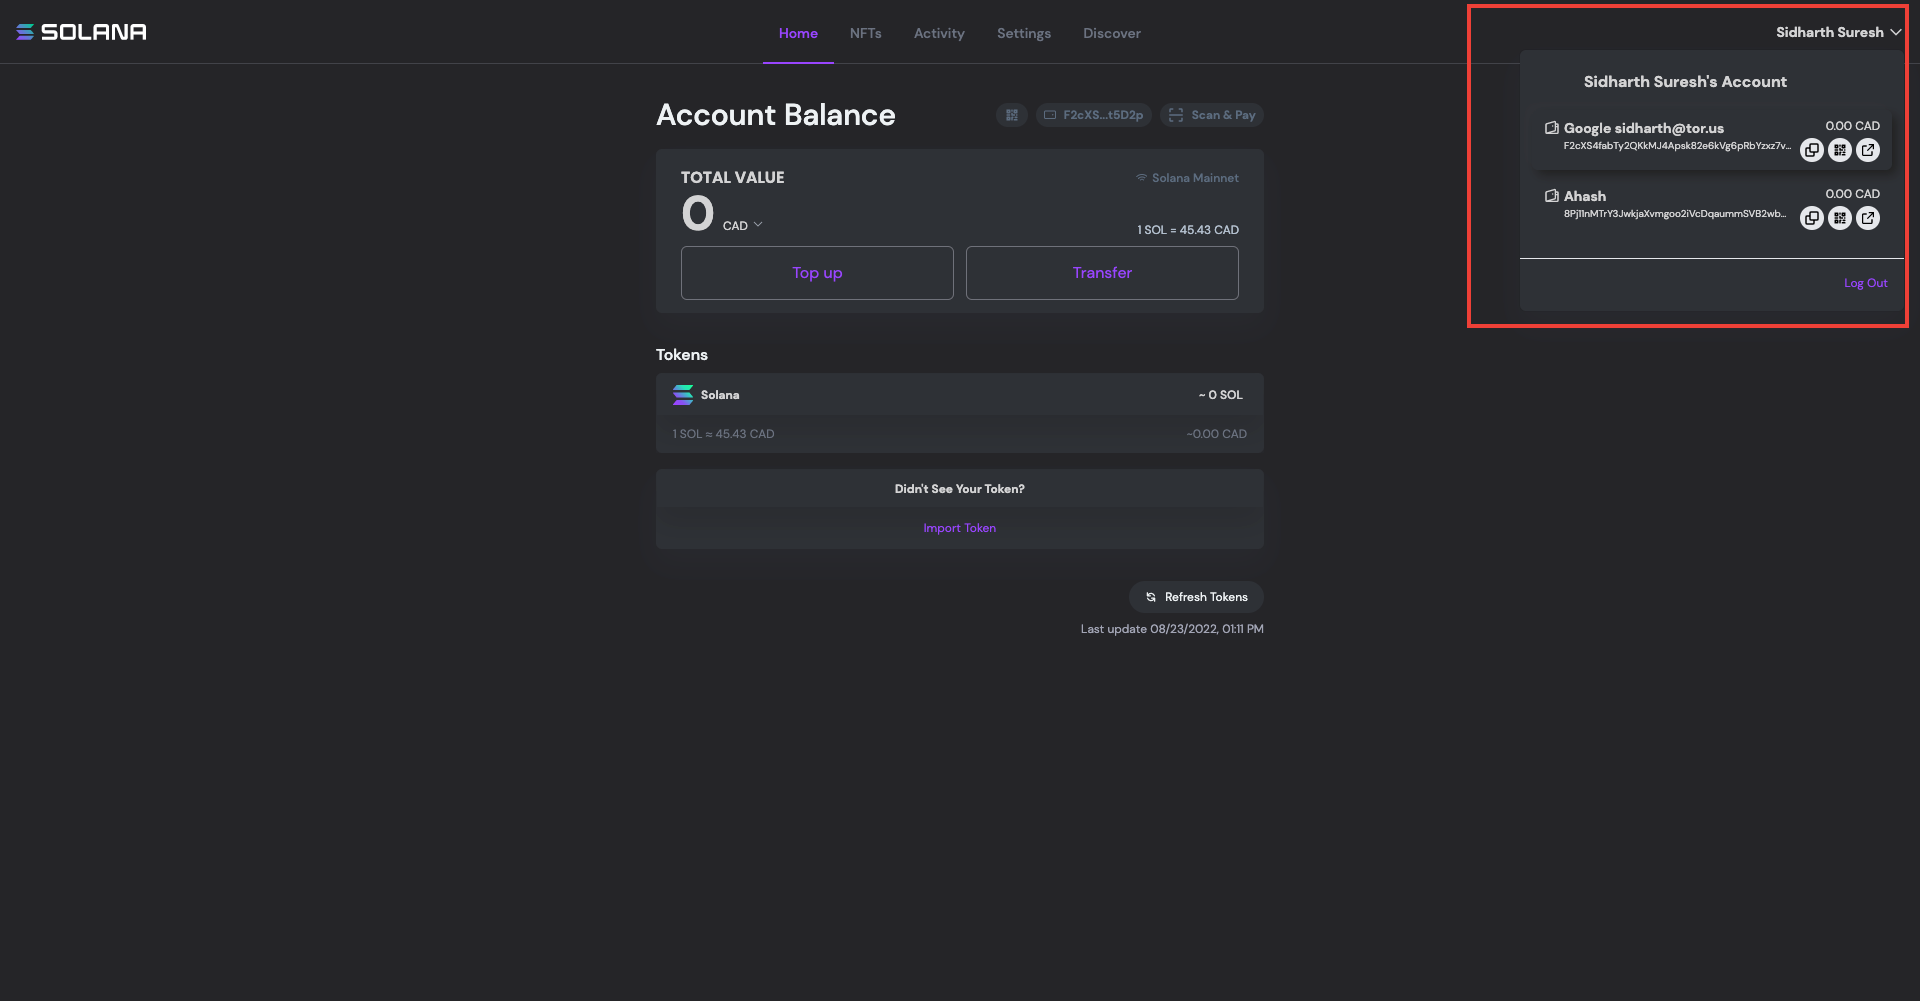 SOLANA
Home NFTs Activity Settings Discover
Sidharth Suresh
Sidharth Suresh's Account
Google sidharth@tor.us 0.00 CAD
F2cXS4fabTy2QKkMJ4Apsk82e6kVg6pRbYzxz7v...
Ahash 0.00 CAD
8Pj11nMTrY3JwkjaXvmgoo2iVcDqaummSVB2wb...
Log Out
Account Balance
F2cXS...t5D2p Scan & Pay
TOTAL VALUE Solana Mainnet
0 CAD 1 SOL = 45.43 CAD
Top up Transfer
Tokens
Solana ~ 0 SOL
1 SOL ≈ 45.43 CAD ~0.00 CAD
Didn't See Your Token?
Import Token
Refresh Tokens
Last update 08/23/2022, 01:11 PM